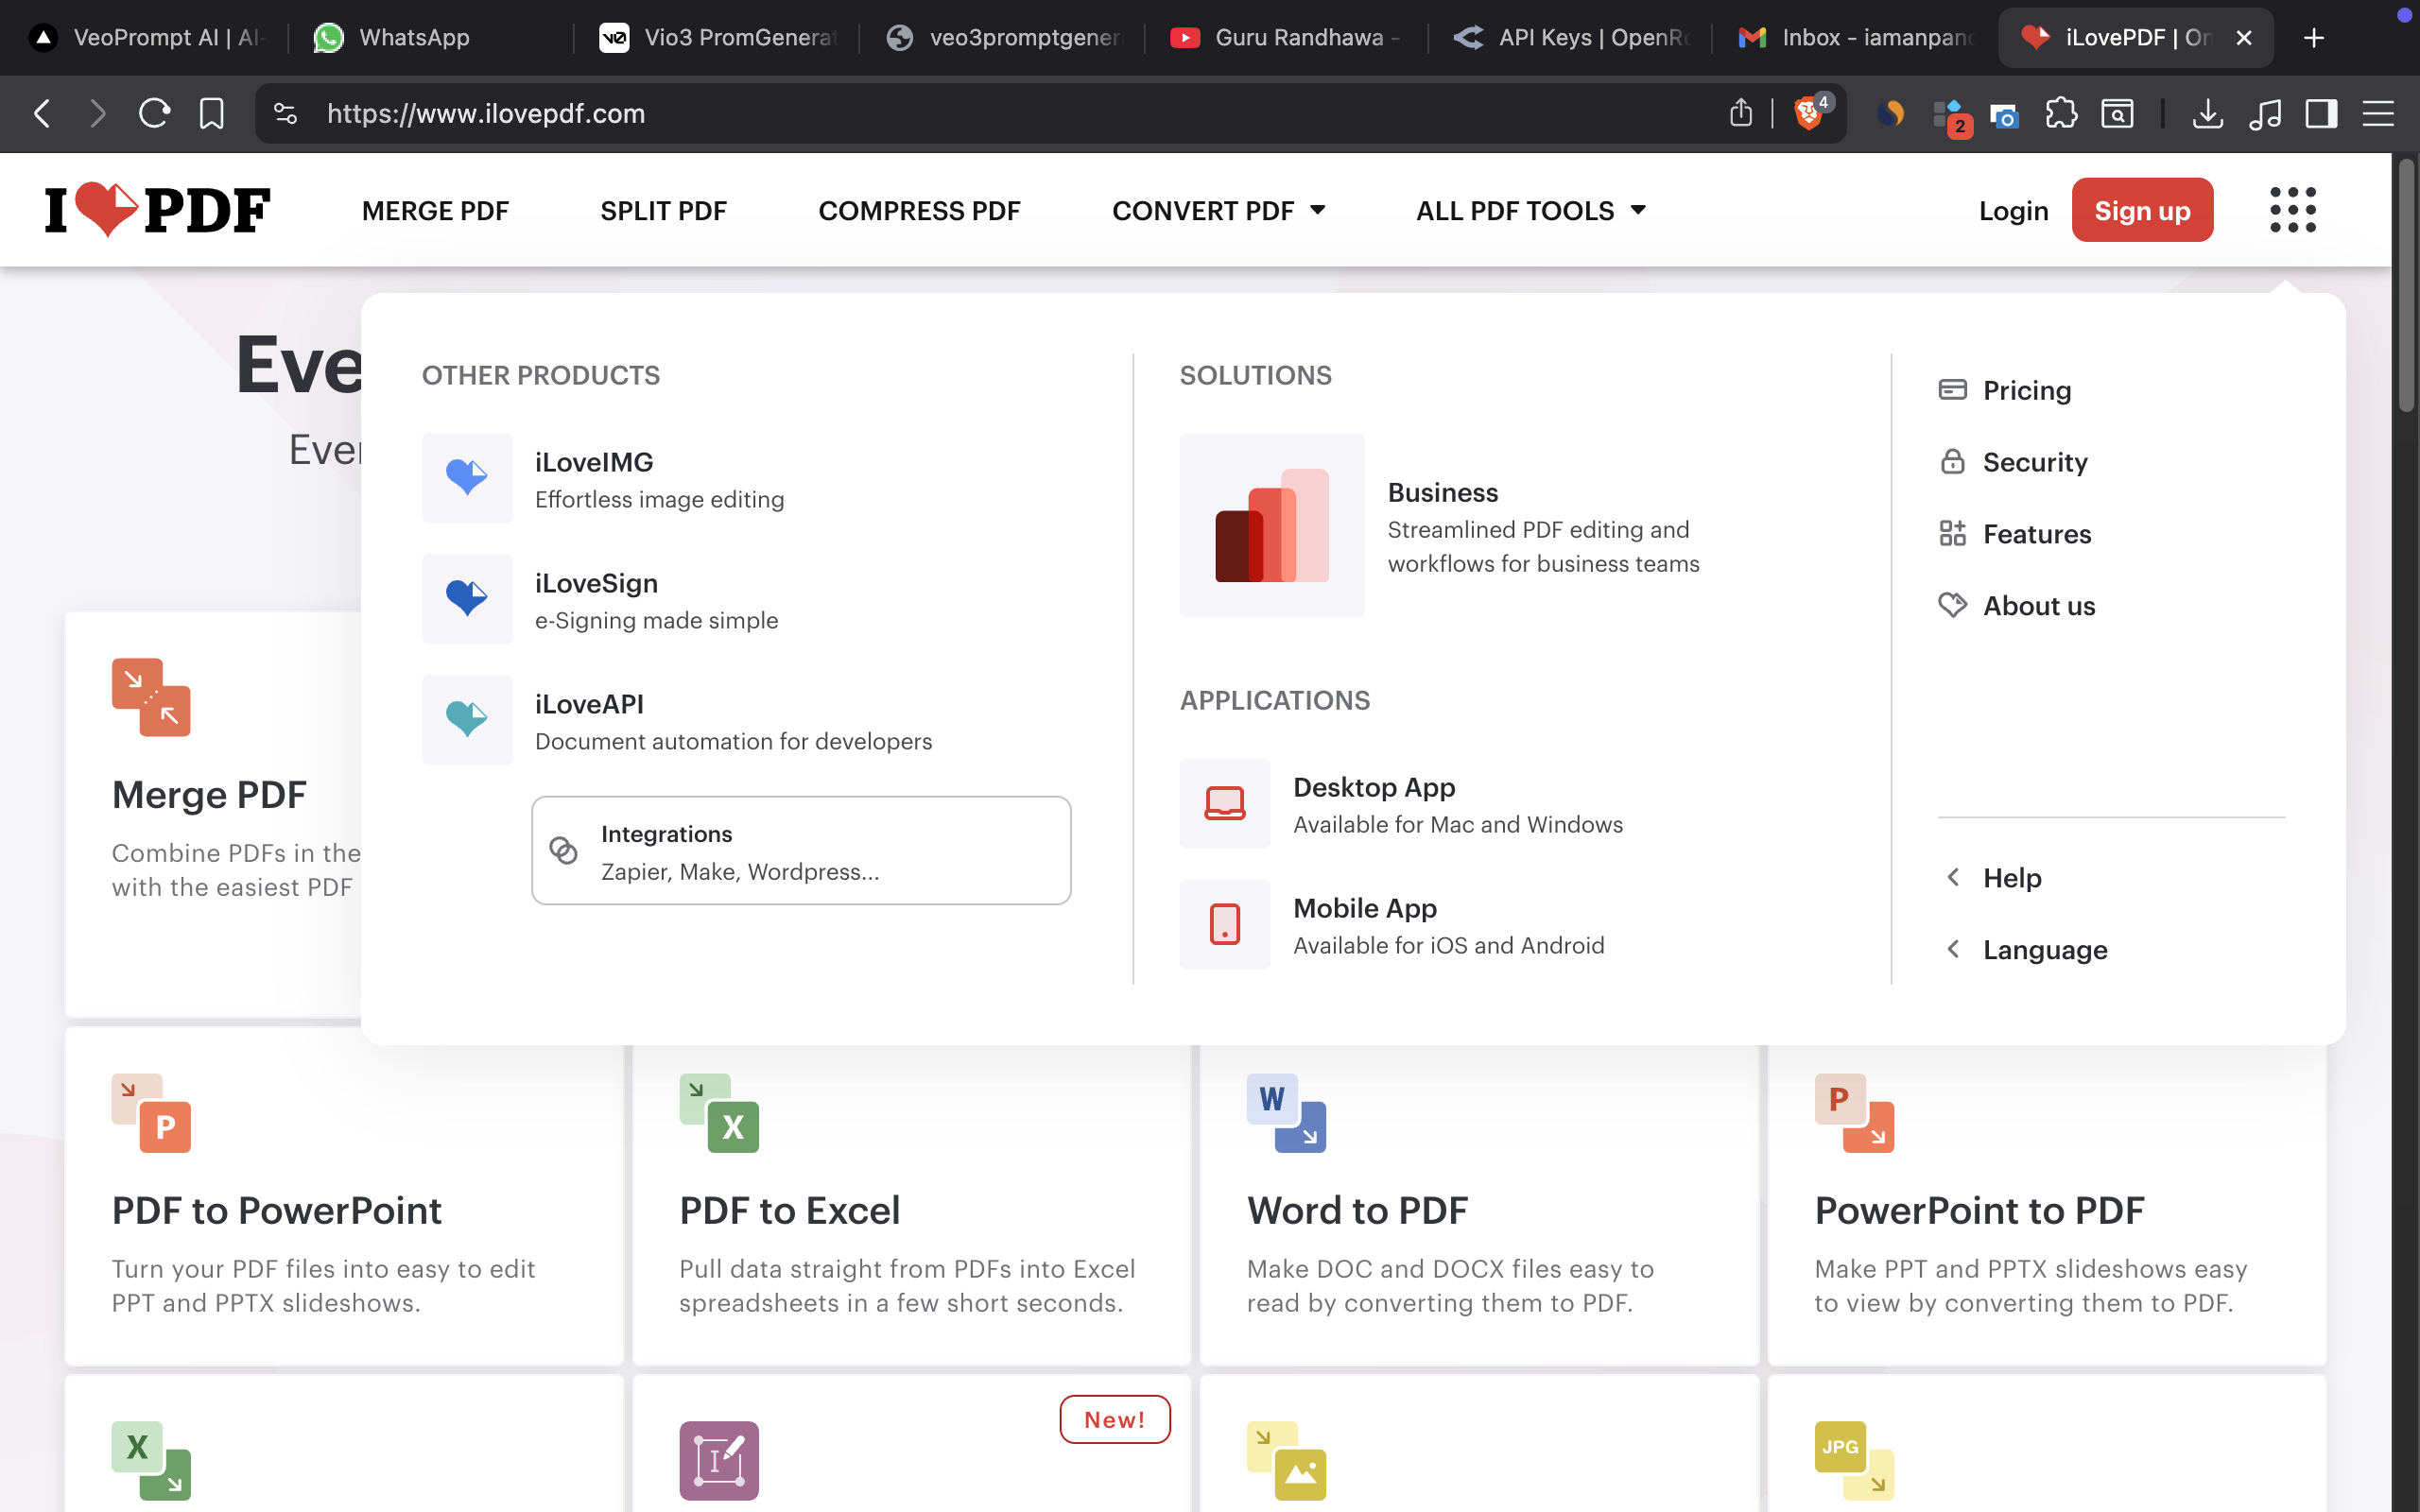 VeoPrompt AI | AI-
WhatsApp
Vio3 PromGenerat
veo3promptgener
Guru Randhawa -
API Keys | OpenRo
Inbox - iamanpand
iLovePDF | On
https://www.ilovepdf.com
4
2
I PDF
MERGE PDF
SPLIT PDF
COMPRESS PDF
CONVERT PDF
ALL PDF TOOLS
Login
Sign up
Eve
Ever
OTHER PRODUCTS
iLoveIMG
Effortless image editing
iLoveSign
e-Signing made simple
iLoveAPI
Document automation for developers
Integrations
Zapier, Make, Wordpress...
SOLUTIONS
Business
Streamlined PDF editing and
workflows for business teams
APPLICATIONS
Desktop App
Available for Mac and Windows
Mobile App
Available for iOS and Android
Pricing
Security
Features
About us
Help
Language
Merge PDF
Combine PDFs in the
with the easiest PDF
P
PDF to PowerPoint
Turn your PDF files into easy to edit
PPT and PPTX slideshows.
X
PDF to Excel
Pull data straight from PDFs into Excel
spreadsheets in a few short seconds.
W
Word to PDF
Make DOC and DOCX files easy to
read by converting them to PDF.
P
PowerPoint to PDF
Make PPT and PPTX slideshows easy
to view by converting them to PDF.
X
New!
JPG